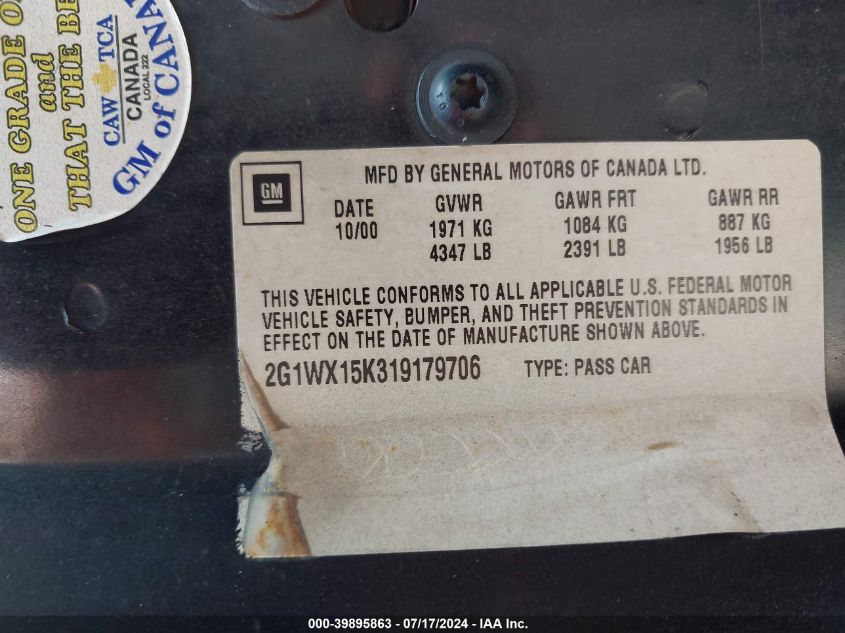 ONE GRADE
and
THAT THE BE
CAW TCA
CANADA
LOCAL 222
GM of CANA
GM
MFD BY GENERAL MOTORS OF CANADA LTD.
DATE GVWR GAWR FRT GAWR RR
10/00 1971 KG 1084 KG 887 KG
4347 LB 2391 LB 1956 LB
THIS VEHICLE CONFORMS TO ALL APPLICABLE U.S. FEDERAL MOTOR
VEHICLE SAFETY, BUMPER, AND THEFT PREVENTION STANDARDS IN
EFFECT ON THE DATE OF MANUFACTURE SHOWN ABOVE.
2G1WX15K319179706 TYPE: PASS CAR
000-39895863 / 07/17/2024 - IAA Inc.